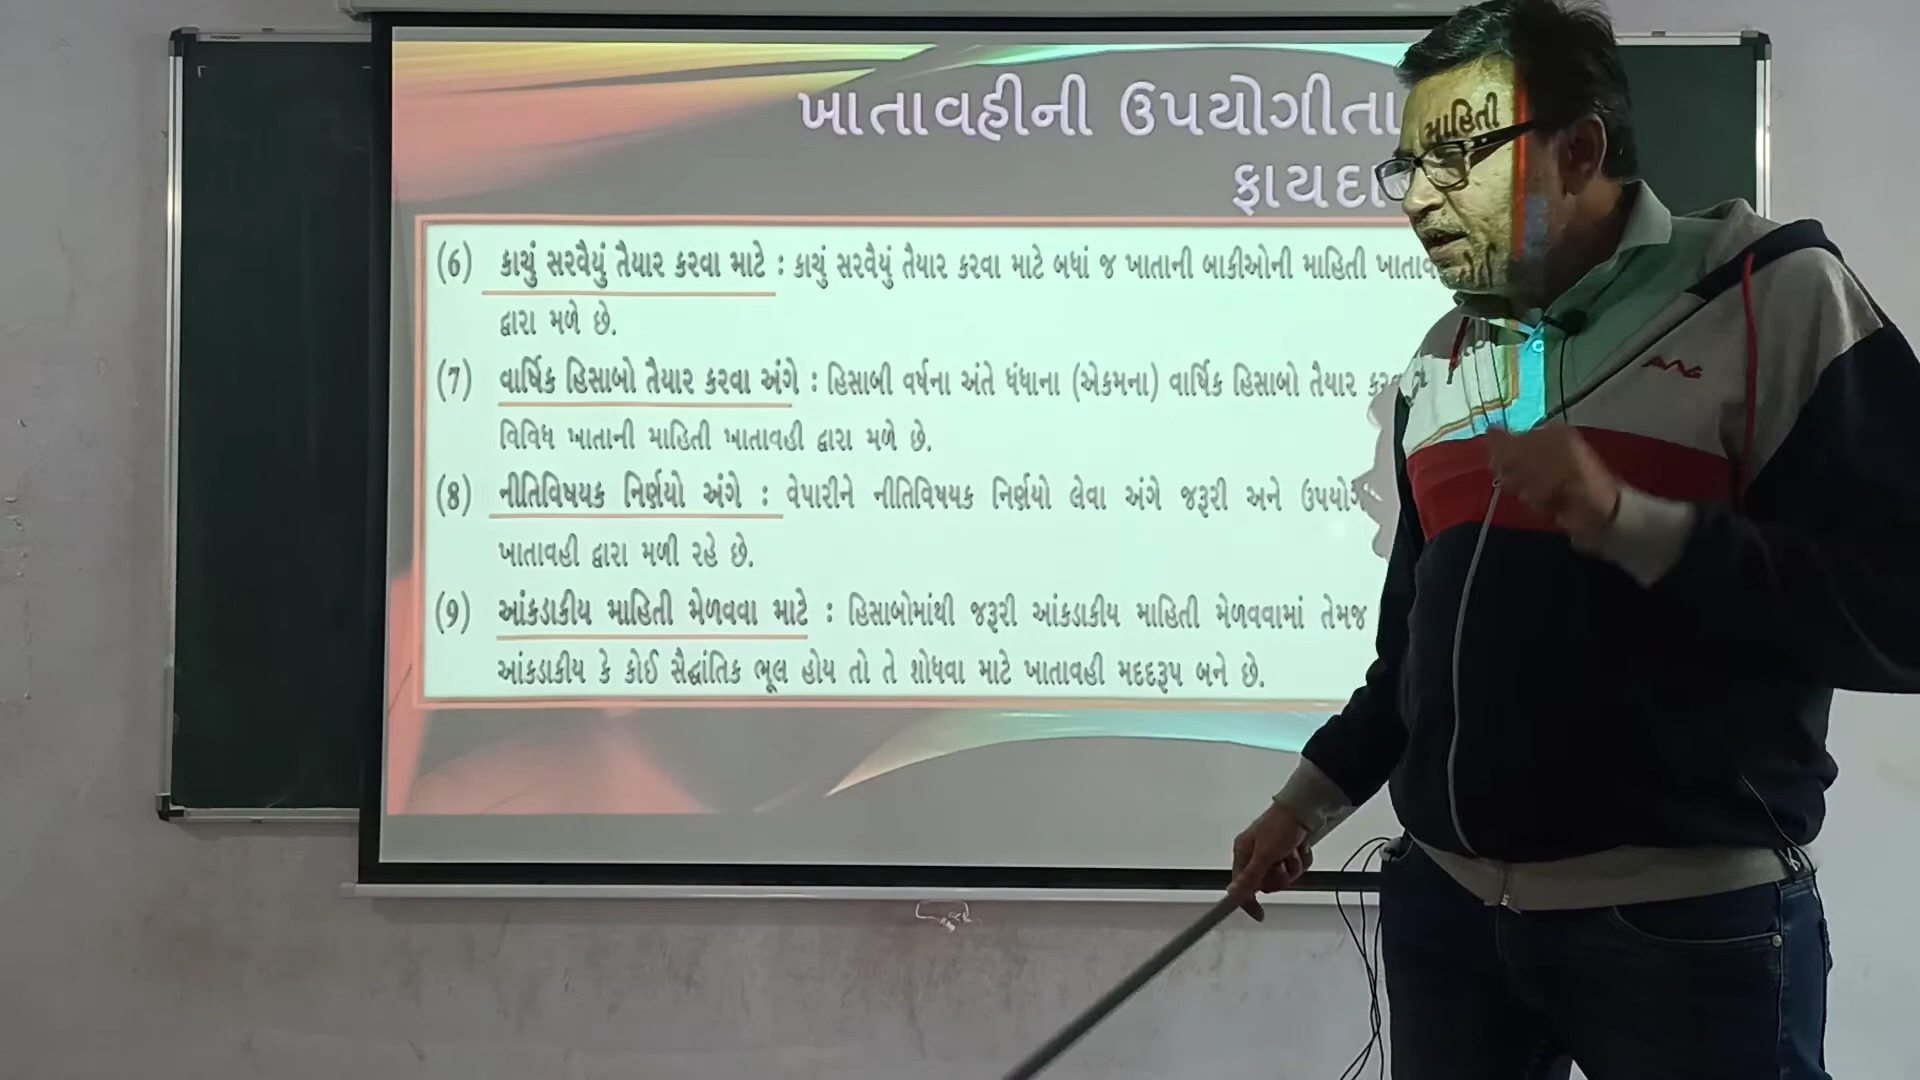 ખાતાવહીની ઉપયોગીતા
ફાયદા
માહિતી
(6) કાચું સરવૈયું તૈયાર કરવા માટે : કાચું સરવૈયું તૈયાર કરવા માટે બધાં જ ખાતાની બાકીઓની માહિતી
દ્વારા મળે છે.
(7) વાર્ષિક હિસાબો તૈયાર કરવા અંગે : હિસાબી વર્ષના અંતે ધંધાના (એકમના) વાર્ષિક હિસાબો તૈયાર
વિવિધ ખાતાની માહિતી ખાતાવહી દ્વારા મળે છે.
(8) નીતિવિષયક નિર્ણયો અંગે : વેપારીને નીતિવિષયક નિર્ણયો લેવા અંગે જરૂરી અને
ખાતાવહી દ્વારા મળી રહે છે.
(9) આંકડાકીય માહિતી મેળવવા માટે : હિસાબોમાંથી જરૂરી આંકડાકીય માહિતી મેળવવામાં તેમજ
આંકડાકીય કે કોઈ સૈદ્ધાંતિક ભૂલ હોય તો તે શોધવા માટે ખાતાવહી મદદરૂપ બને છે.